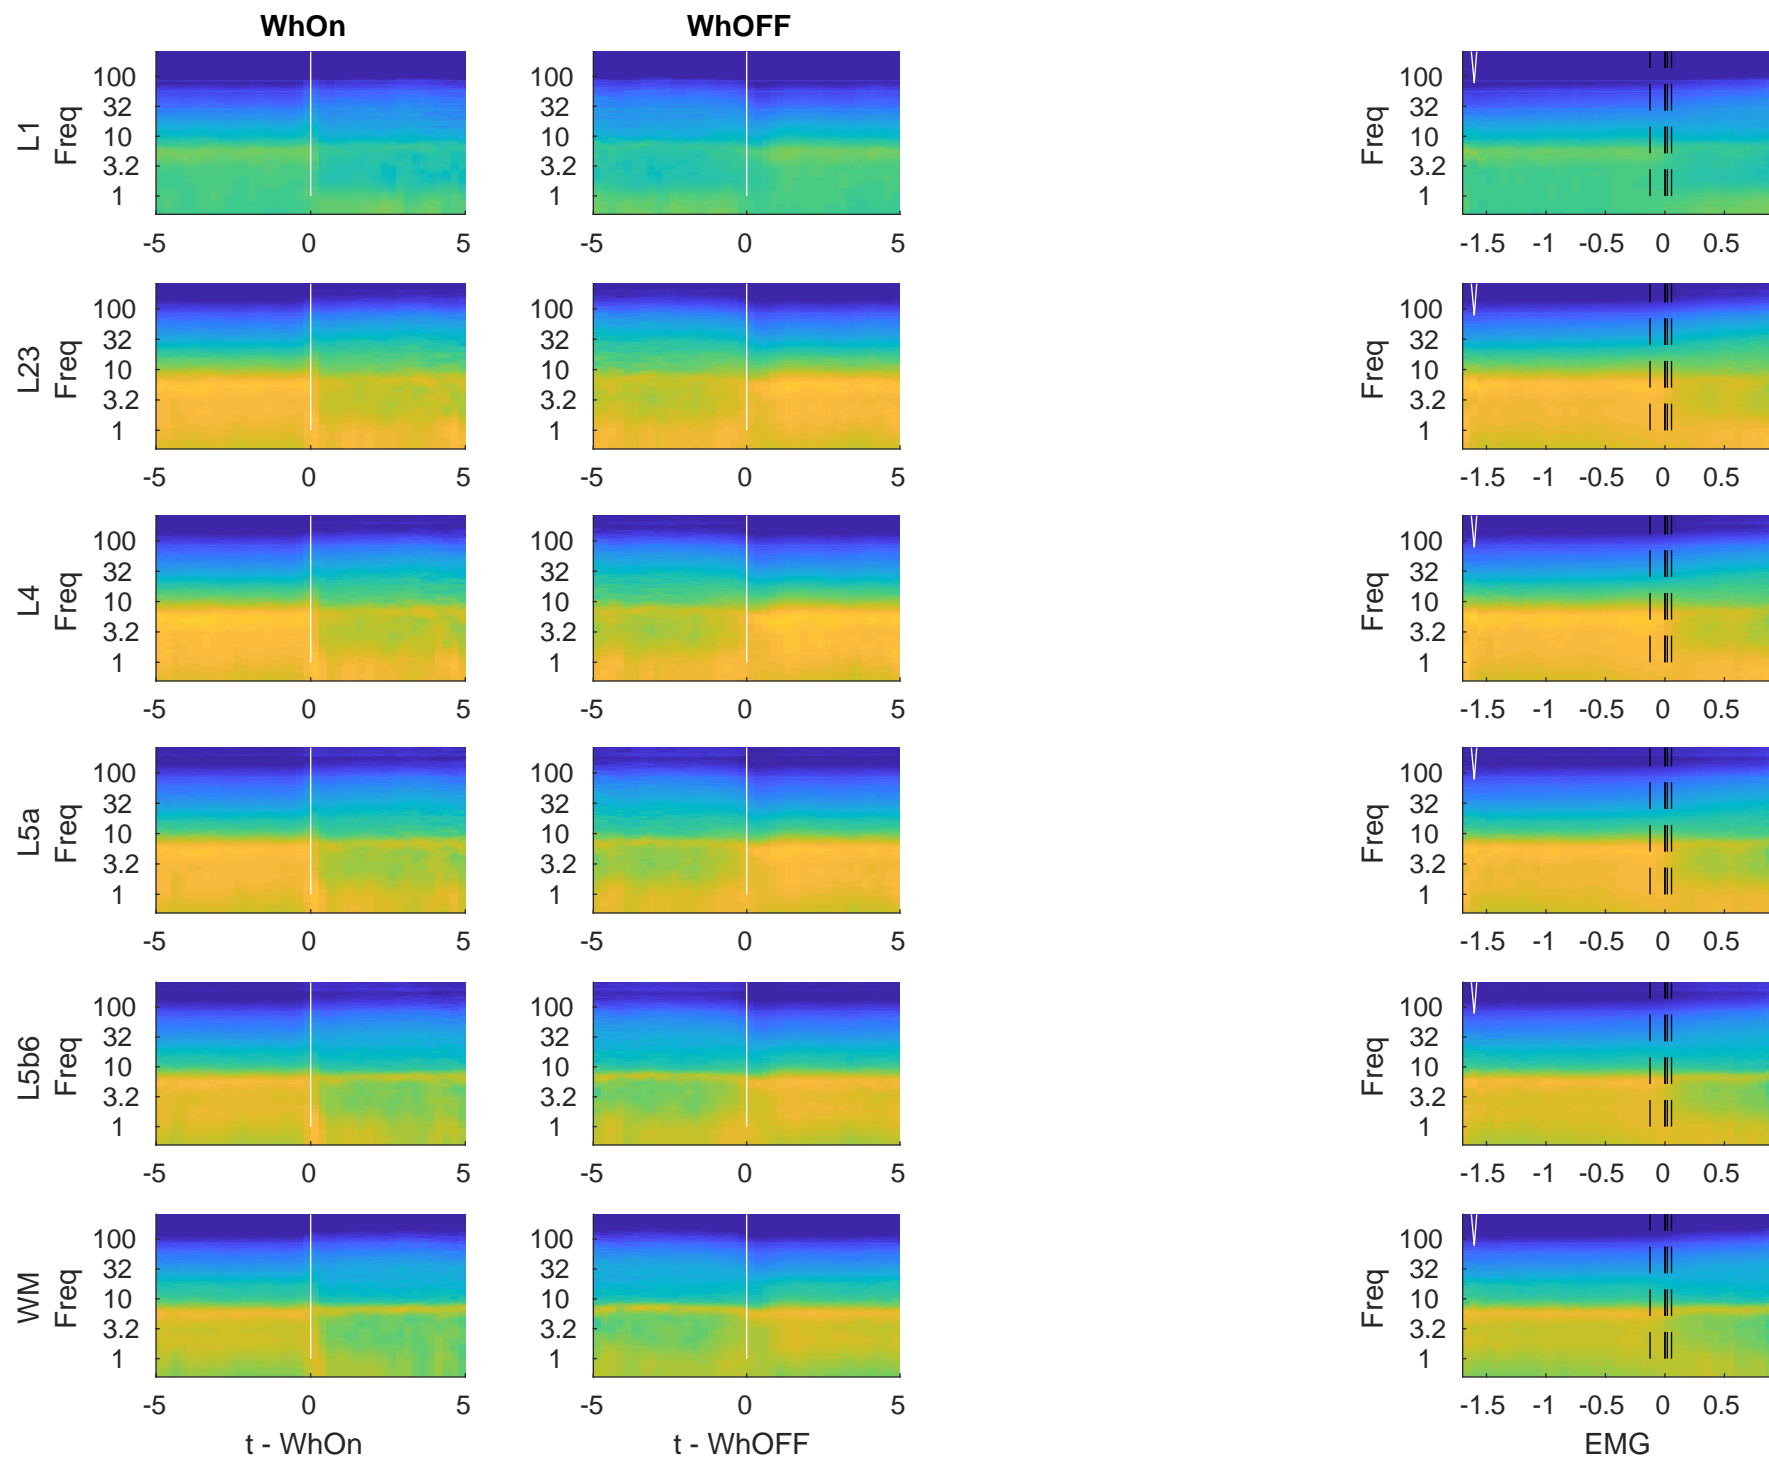 WhOn WhOFF
L1 Freq 100 32 10 3.2 1 100 32 10 3.2 1 Freq 100 32 10 3.2 1
-5 0 5 -5 0 5 -1.5 -1 -0.5 0 0.5
L23 Freq 100 32 10 3.2 1 100 32 10 3.2 1 Freq 100 32 10 3.2 1
-5 0 5 -5 0 5 -1.5 -1 -0.5 0 0.5
L4 Freq 100 32 10 3.2 1 100 32 10 3.2 1 Freq 100 32 10 3.2 1
-5 0 5 -5 0 5 -1.5 -1 -0.5 0 0.5
L5a Freq 100 32 10 3.2 1 100 32 10 3.2 1 Freq 100 32 10 3.2 1
-5 0 5 -5 0 5 -1.5 -1 -0.5 0 0.5
L5b6 Freq 100 32 10 3.2 1 100 32 10 3.2 1 Freq 100 32 10 3.2 1
-5 0 5 -5 0 5 -1.5 -1 -0.5 0 0.5
WM Freq 100 32 10 3.2 1 100 32 10 3.2 1 Freq 100 32 10 3.2 1
-5 0 5 -5 0 5 -1.5 -1 -0.5 0 0.5
t - WhOn t - WhOFF EMG